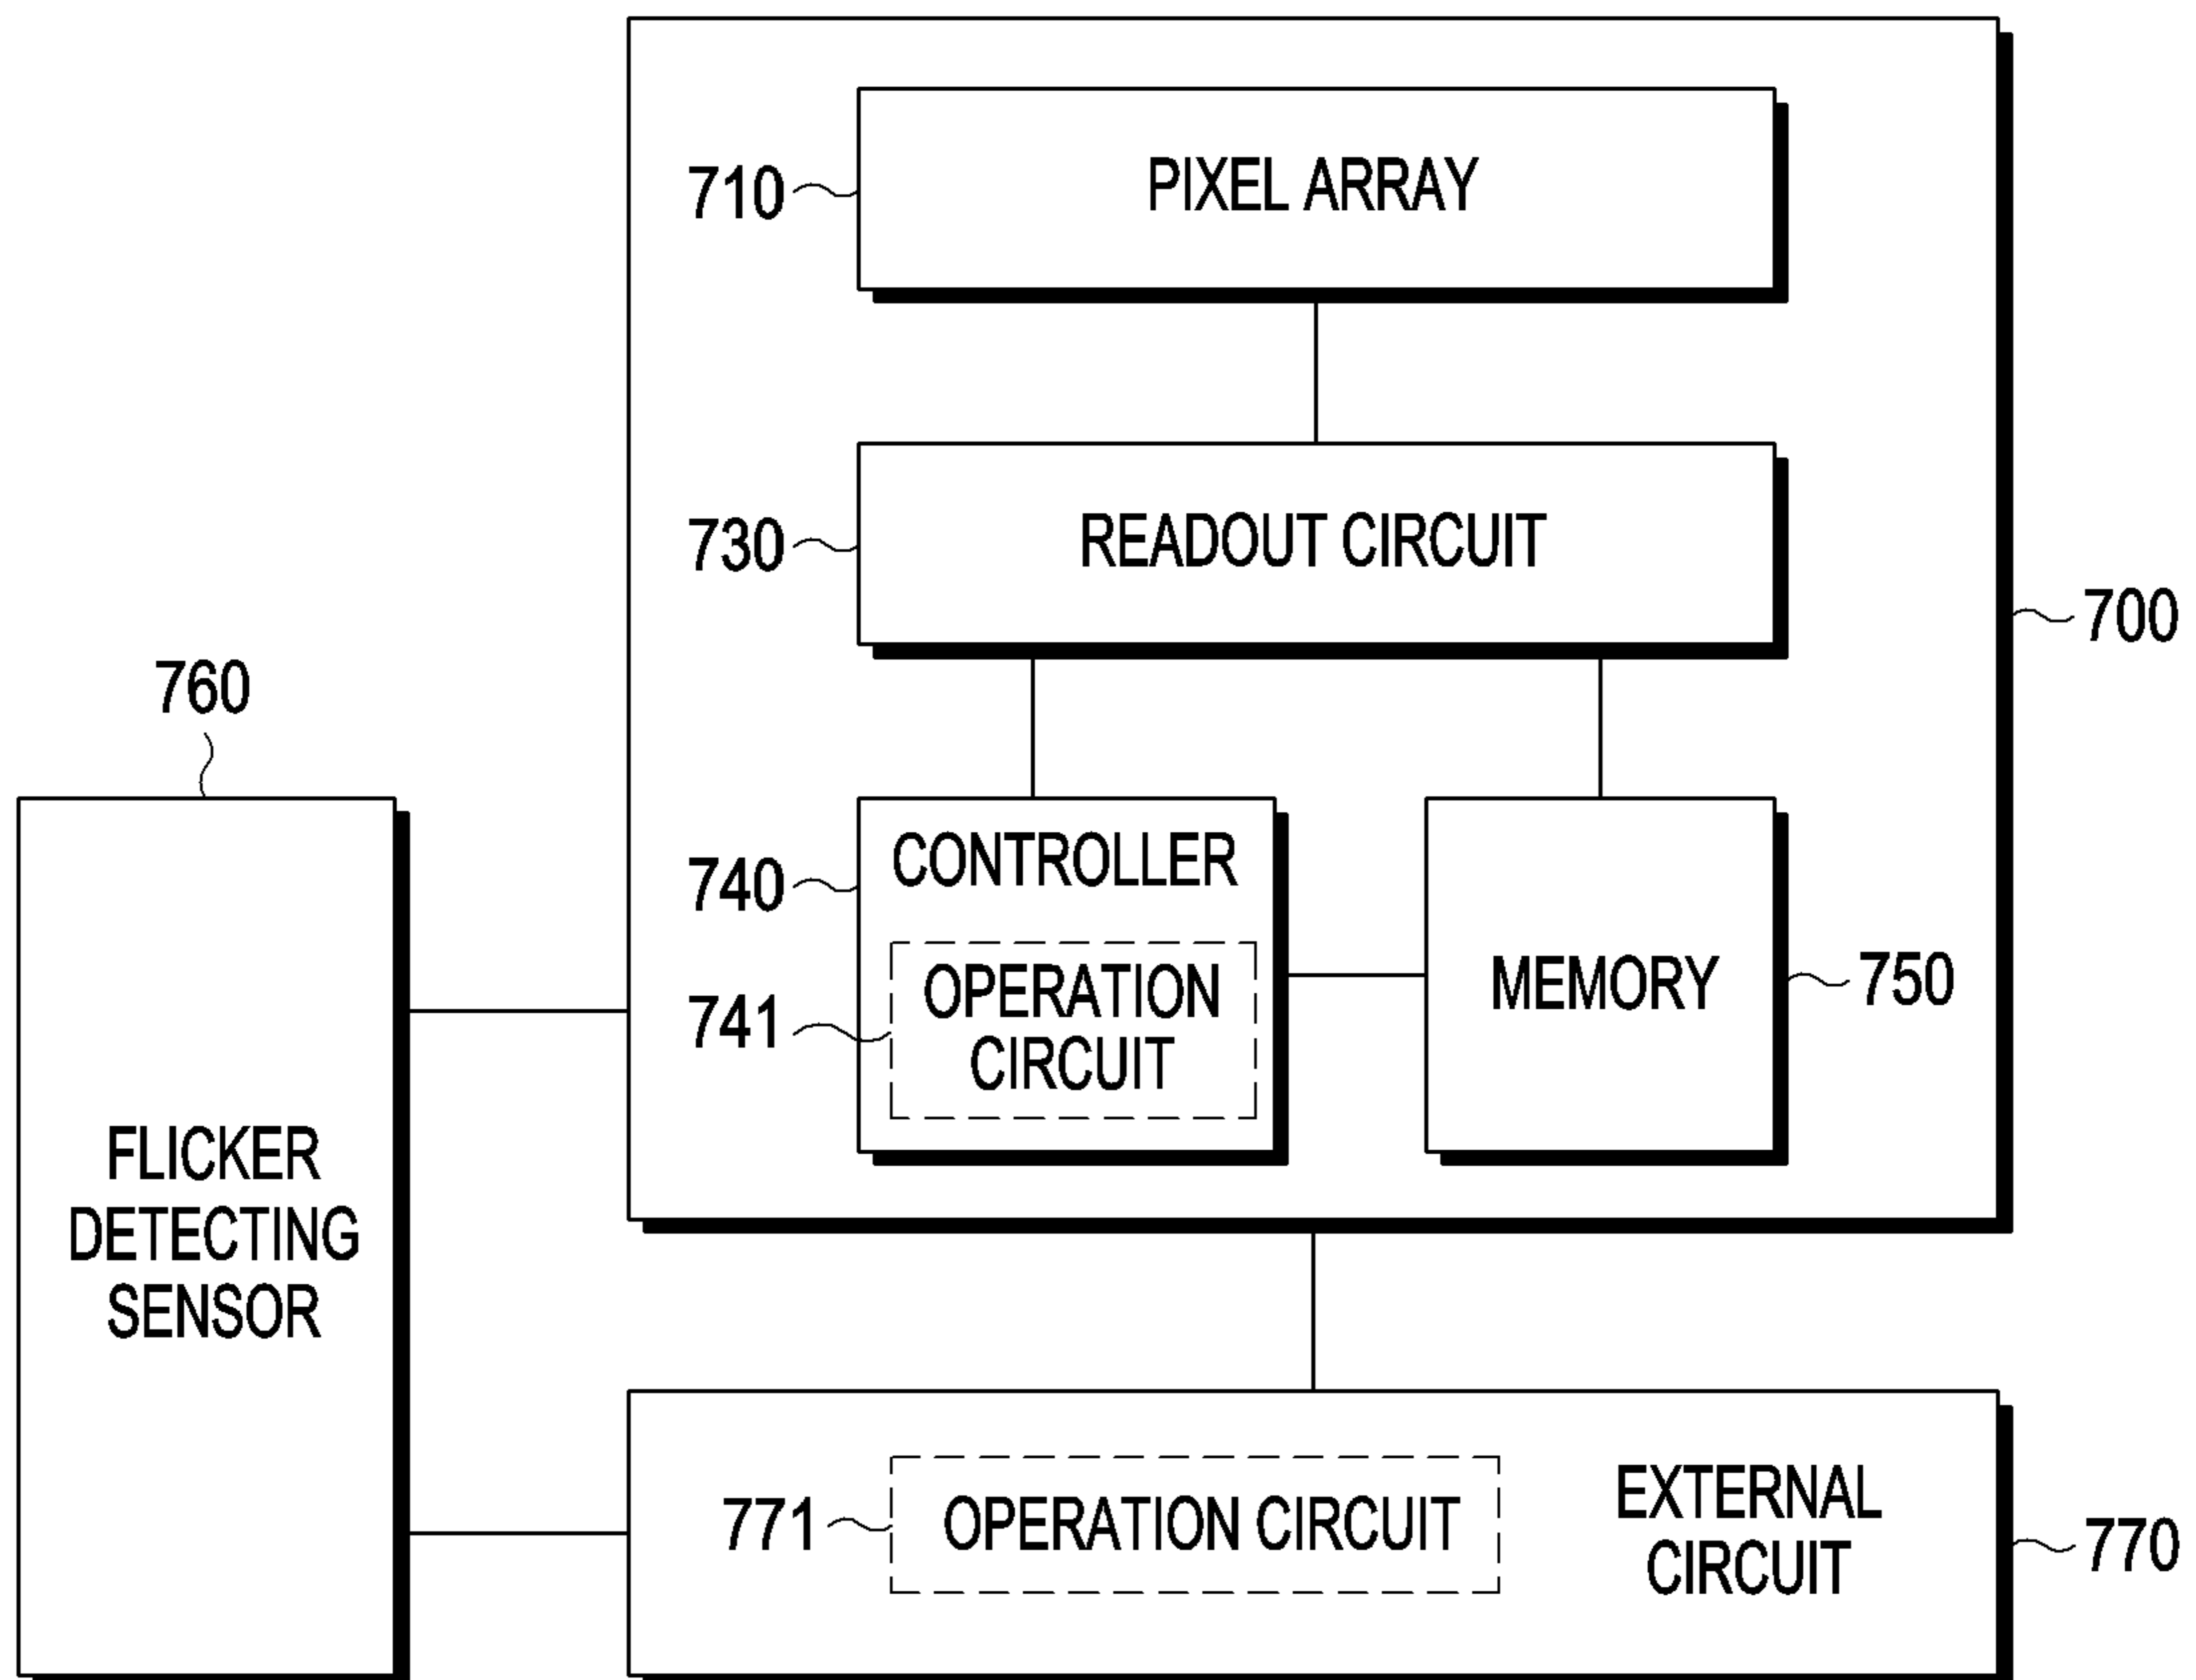 710
PIXEL ARRAY
730
READOUT CIRCUIT
700
760
740
CONTROLLER
741
OPERATION
CIRCUIT
MEMORY
750
FLICKER
DETECTING
SENSOR
771
OPERATION CIRCUIT
EXTERNAL
CIRCUIT
770